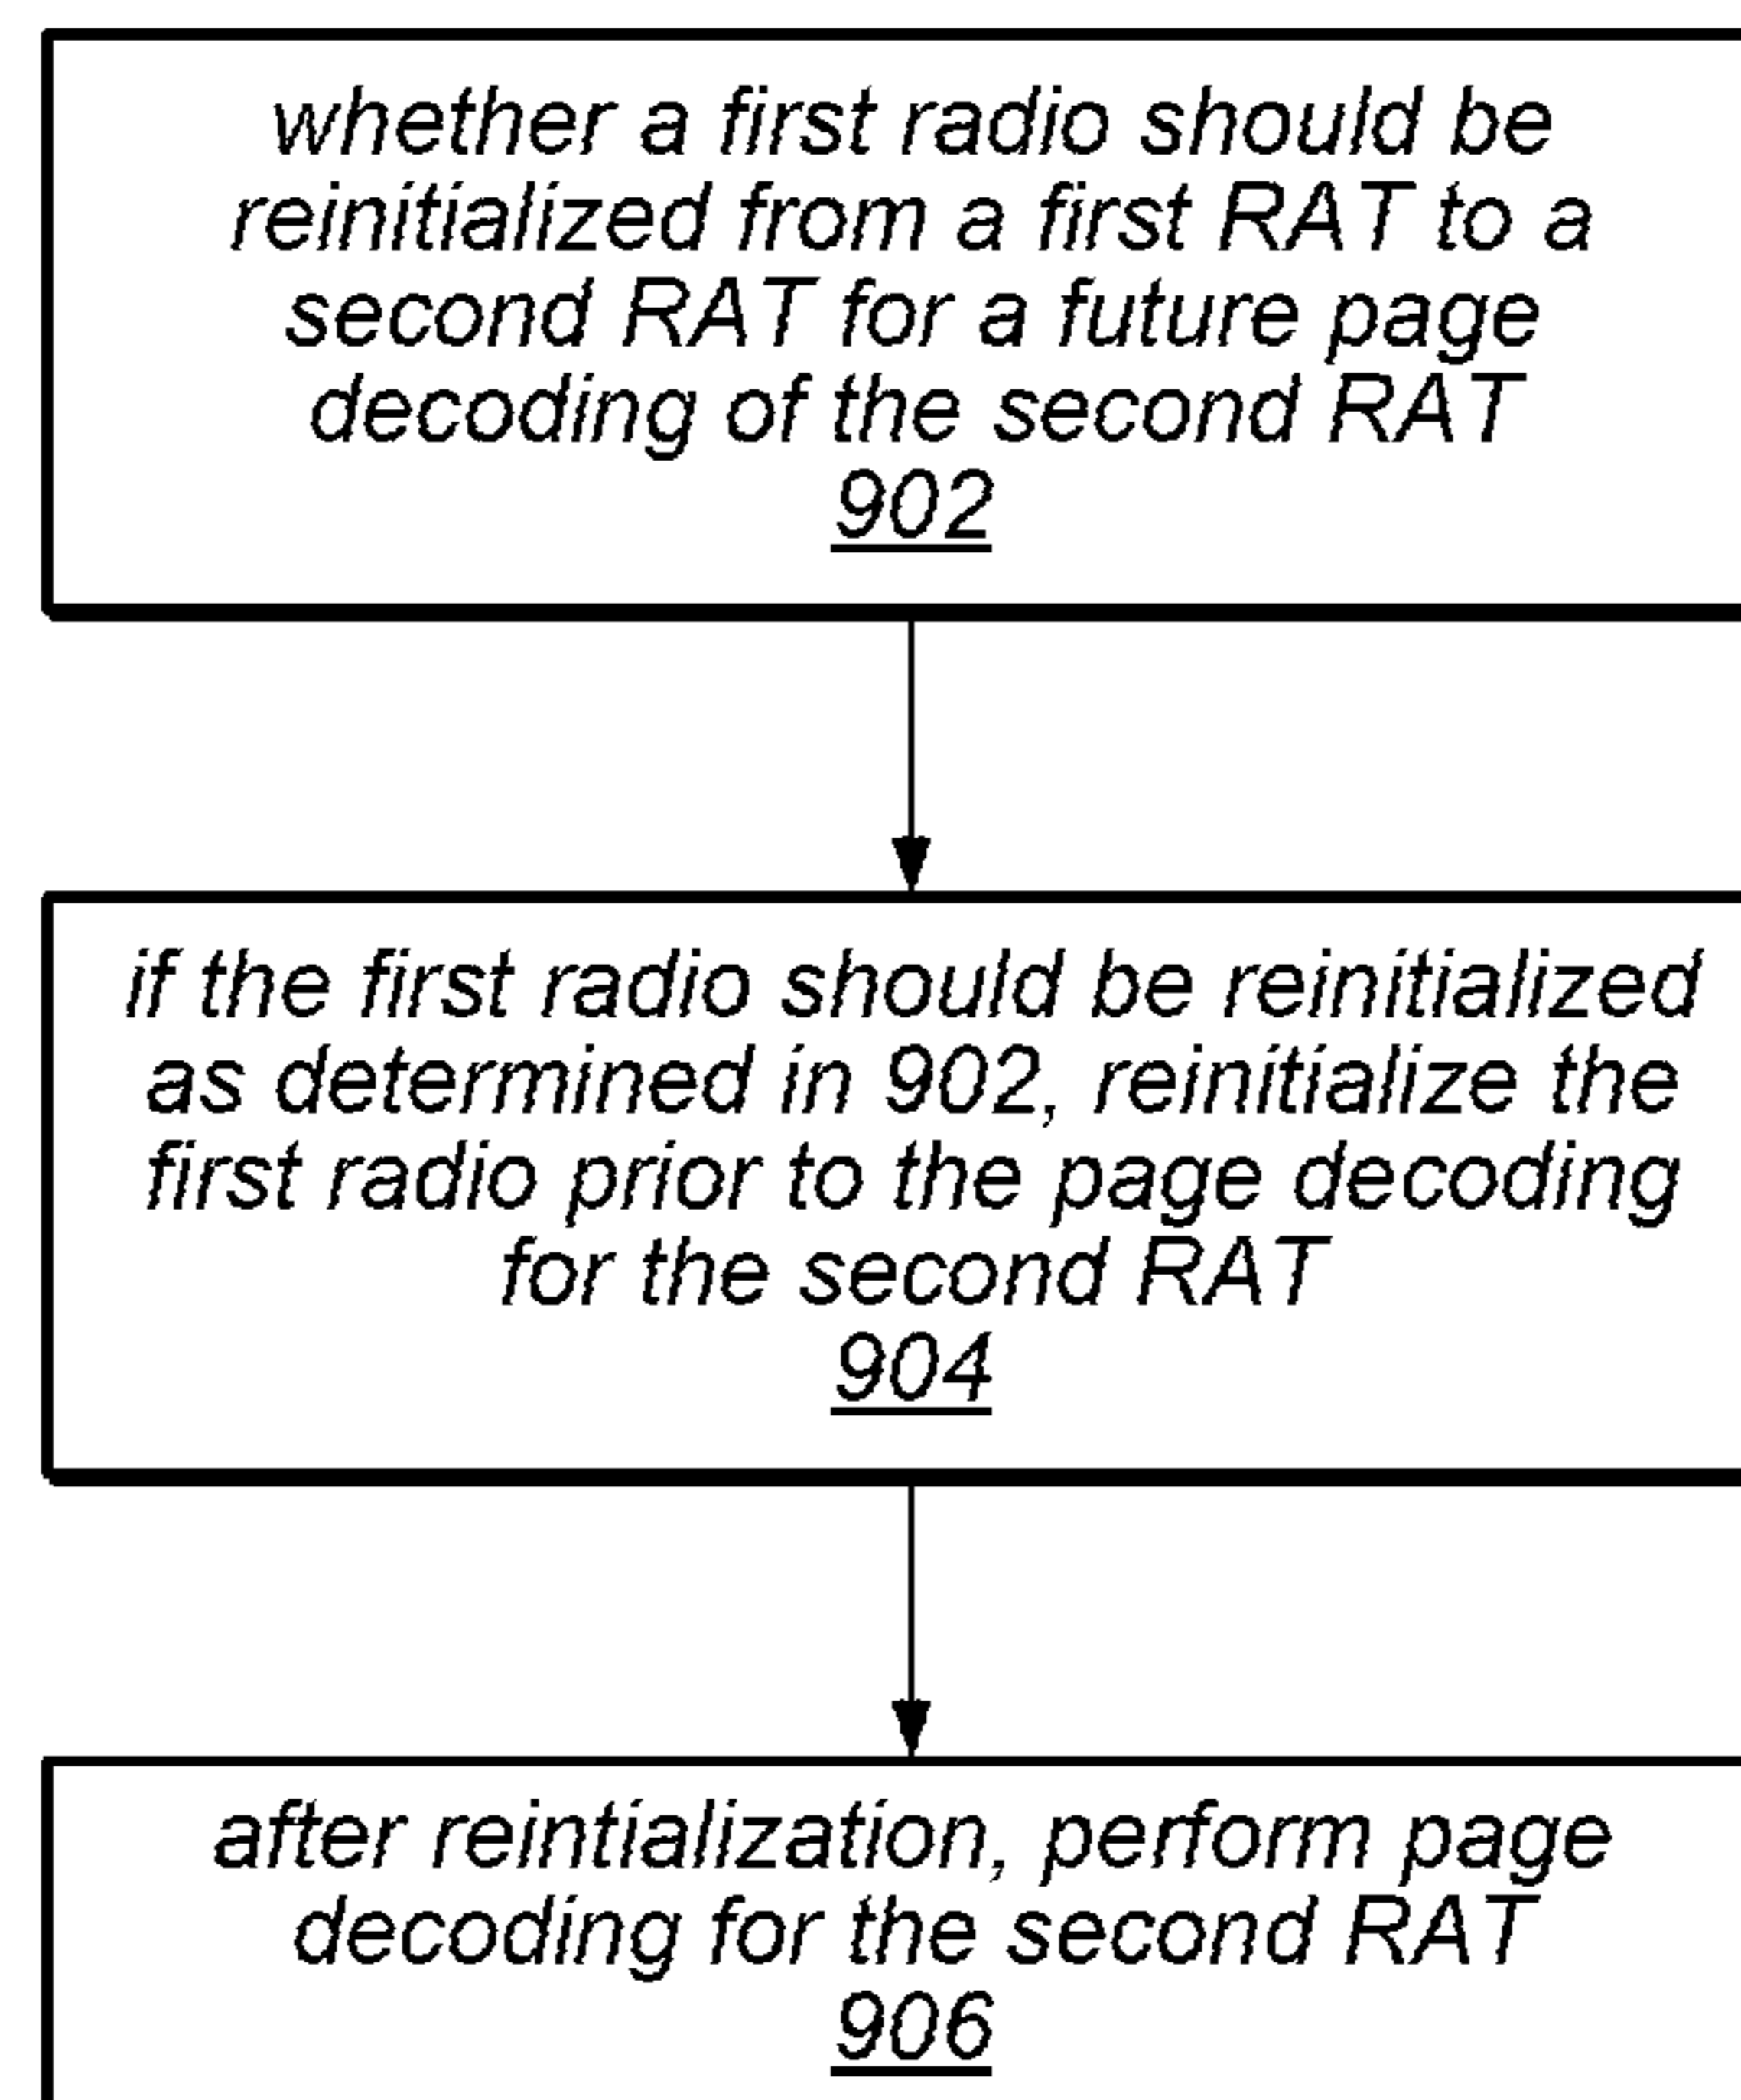 whether a first radio should be
reinitialized from a first RAT to a
second RAT for a future page
decoding of the second RAT
902
if the first radio should be reinitialized
as determined in 902, reinitialize the
first radio prior to the page decoding
for the second RAT
904
after reintialization, perform page
decoding for the second RAT
906